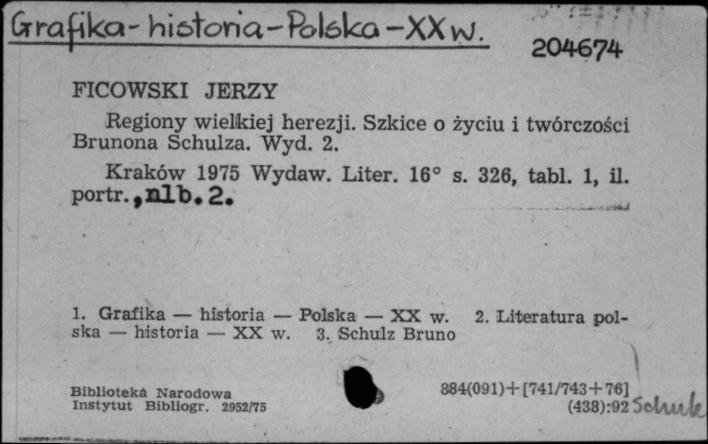 Grafika - historia - Polska - XX w.
204674
FICOWSKI JERZY
Regiony wielkiej herezji. Szkice o życiu i twórczości
Brunona Schulza. Wyd. 2.
Kraków 1975 Wydaw. Liter. 16° s. 326, tabl. 1, il.
portr., nlb. 2.
1. Grafika — historia — Polska — XX w. 2. Literatura pol-
ska — historia — XX w. 3. Schulz Bruno
Biblioteka Narodowa
Instytut Bibliogr. 2952/75
884(091)+[741/743+76]
(438):92 Schulz